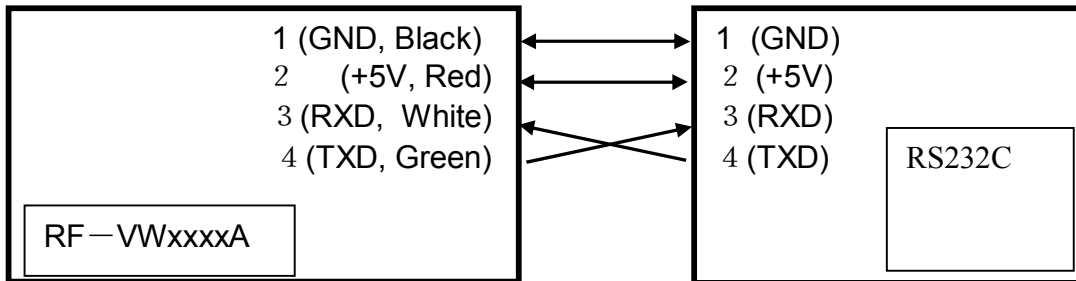 1 (GND, Black)
2 (+5V, Red)
3 (RXD, White)
4 (TXD, Green)
RF－VWxxxxA
1 (GND)
2 (+5V)
3 (RXD)
4 (TXD)
RS232C